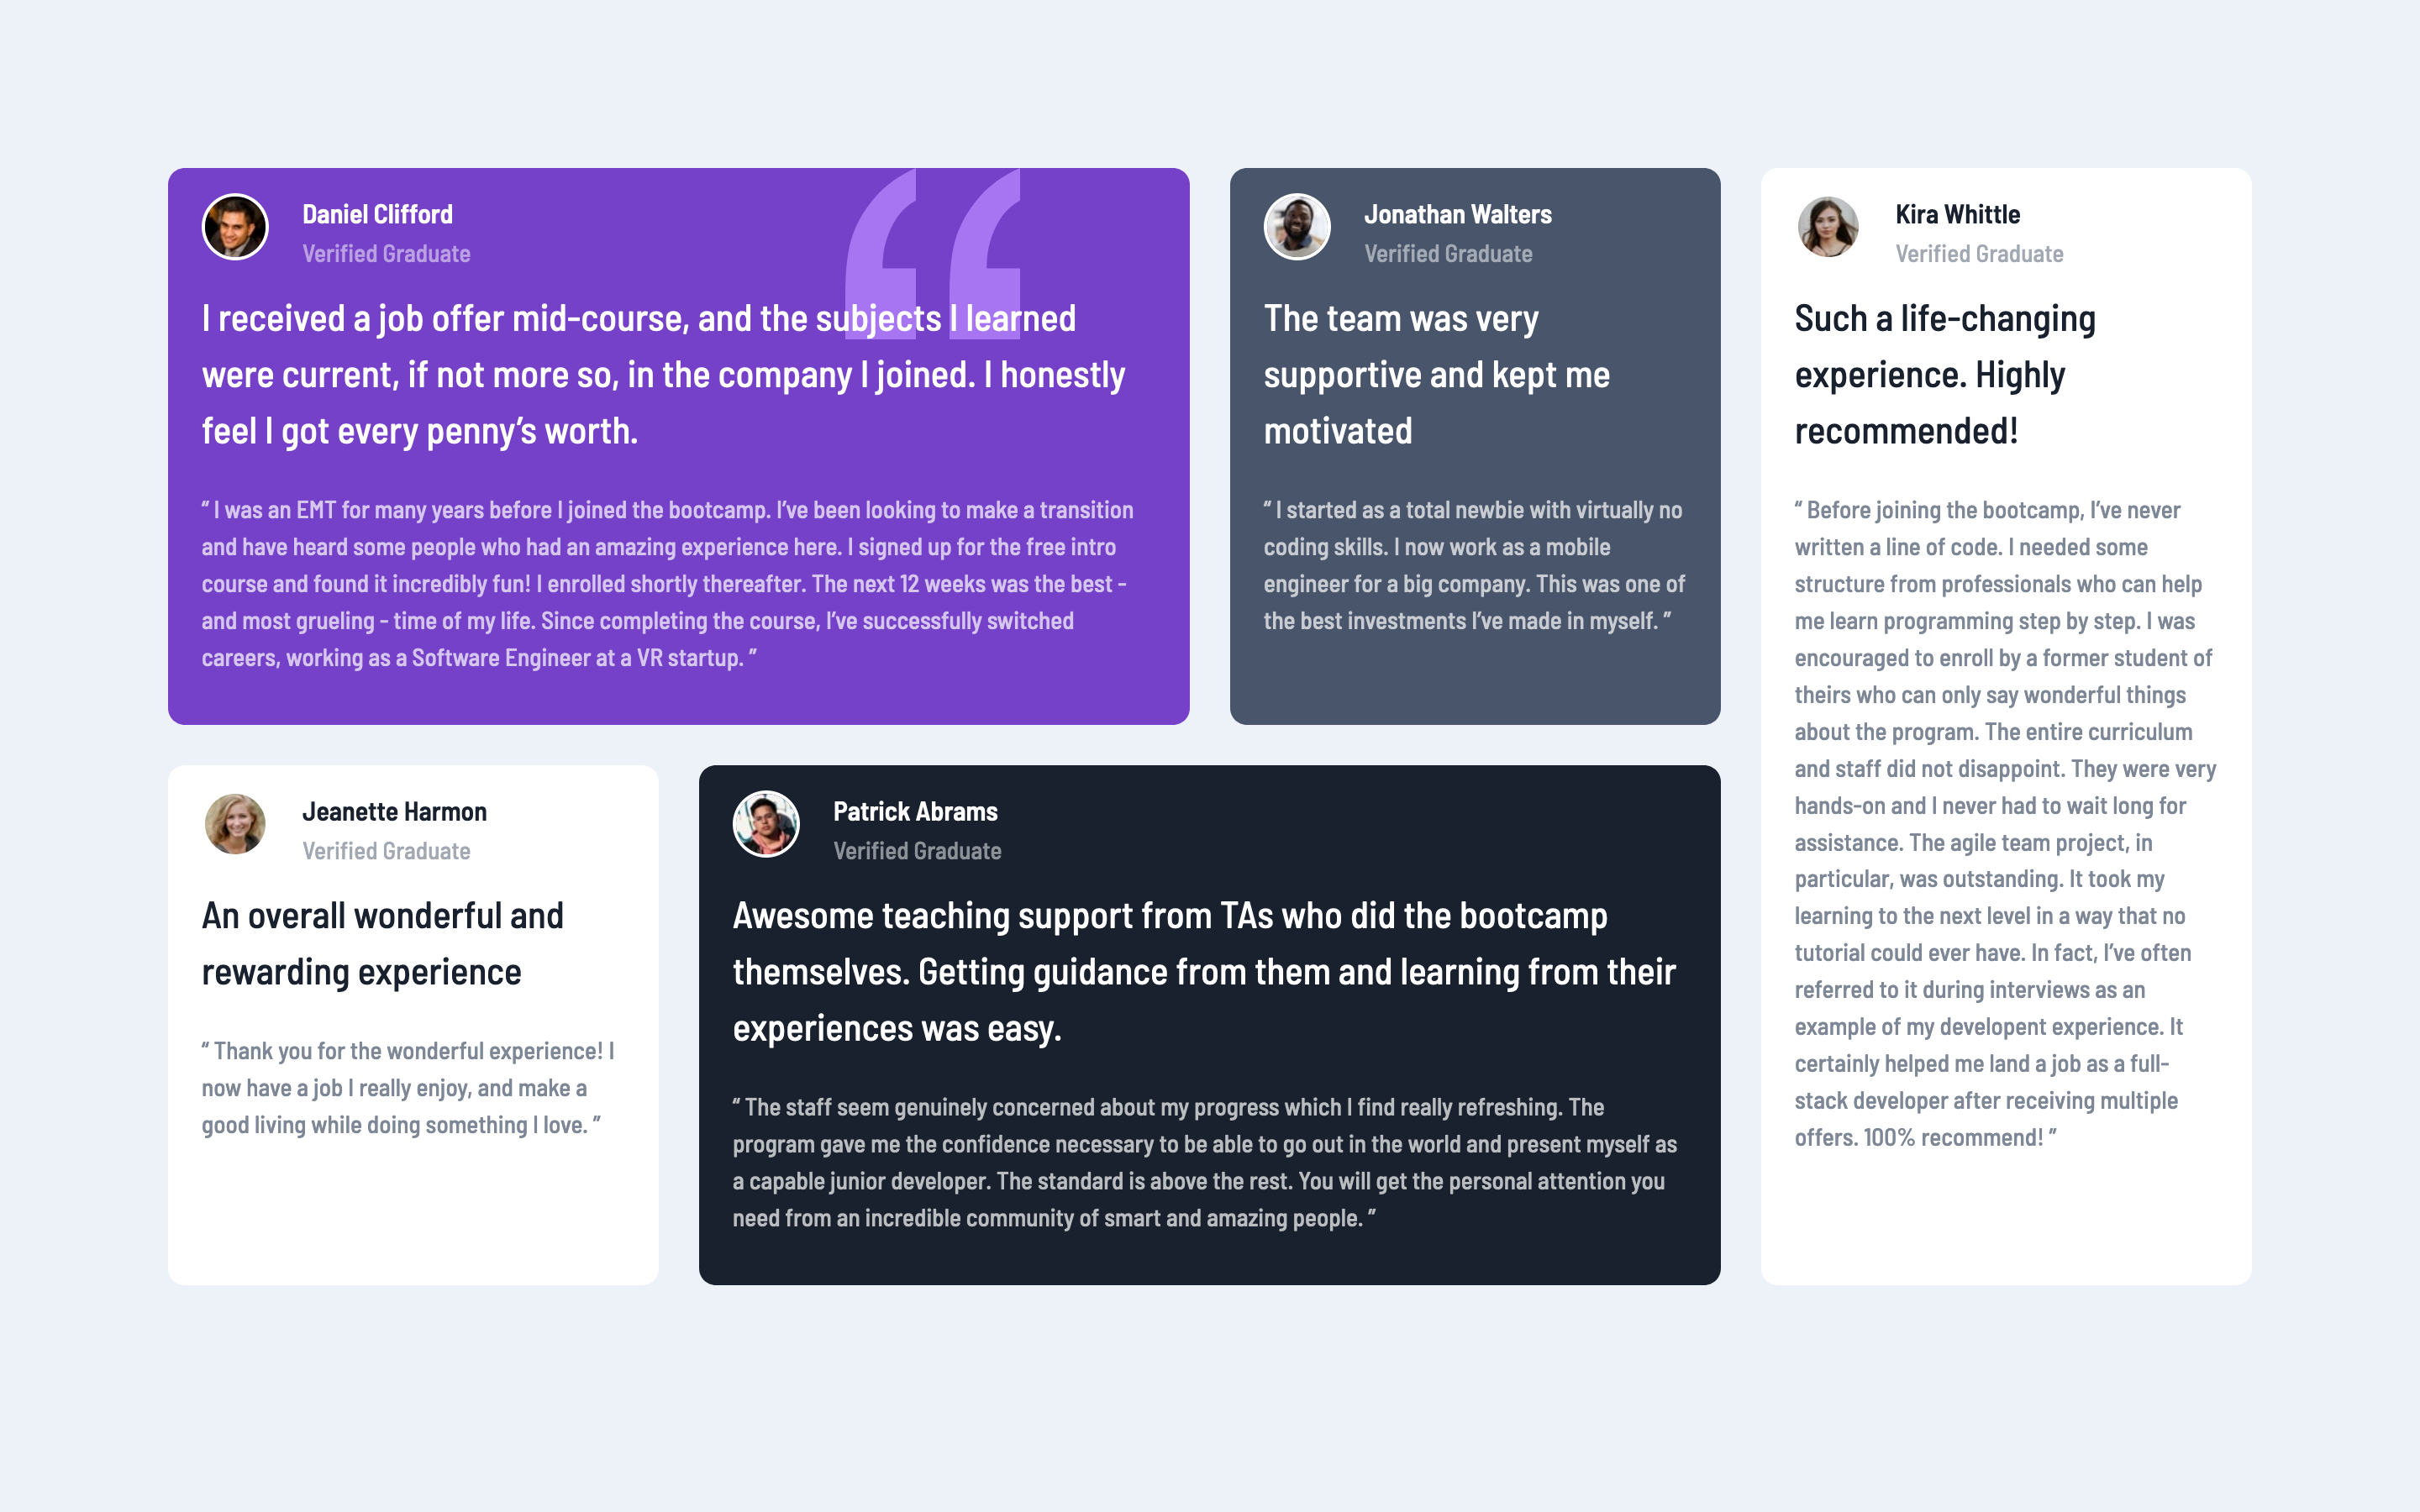 Daniel Clifford
Verified Graduate
I received a job offer mid-course, and the subjects I learned
were current, if not more so, in the company I joined. I honestly
feel I got every penny’s worth.
“ I was an EMT for many years before I joined the bootcamp. I’ve been looking to make a transition
and have heard some people who had an amazing experience here. I signed up for the free intro
course and found it incredibly fun! I enrolled shortly thereafter. The next 12 weeks was the best -
and most grueling - time of my life. Since completing the course, I’ve successfully switched
careers, working as a Software Engineer at a VR startup. ”
Jonathan Walters
Verified Graduate
The team was very
supportive and kept me
motivated
“ I started as a total newbie with virtually no
coding skills. I now work as a mobile
engineer for a big company. This was one of
the best investments I’ve made in myself. ”
Kira Whittle
Verified Graduate
Such a life-changing
experience. Highly
recommended!
“ Before joining the bootcamp, I’ve never
written a line of code. I needed some
structure from professionals who can help
me learn programming step by step. I was
encouraged to enroll by a former student of
theirs who can only say wonderful things
about the program. The entire curriculum
and staff did not disappoint. They were very
hands-on and I never had to wait long for
assistance. The agile team project, in
particular, was outstanding. It took my
learning to the next level in a way that no
tutorial could ever have. In fact, I’ve often
referred to it during interviews as an
example of my developent experience. It
certainly helped me land a job as a full-
stack developer after receiving multiple
offers. 100% recommend! ”
Jeanette Harmon
Verified Graduate
An overall wonderful and
rewarding experience
“ Thank you for the wonderful experience! I
now have a job I really enjoy, and make a
good living while doing something I love. ”
Patrick Abrams
Verified Graduate
Awesome teaching support from TAs who did the bootcamp
themselves. Getting guidance from them and learning from their
experiences was easy.
“ The staff seem genuinely concerned about my progress which I find really refreshing. The
program gave me the confidence necessary to be able to go out in the world and present myself as
a capable junior developer. The standard is above the rest. You will get the personal attention you
need from an incredible community of smart and amazing people. ”